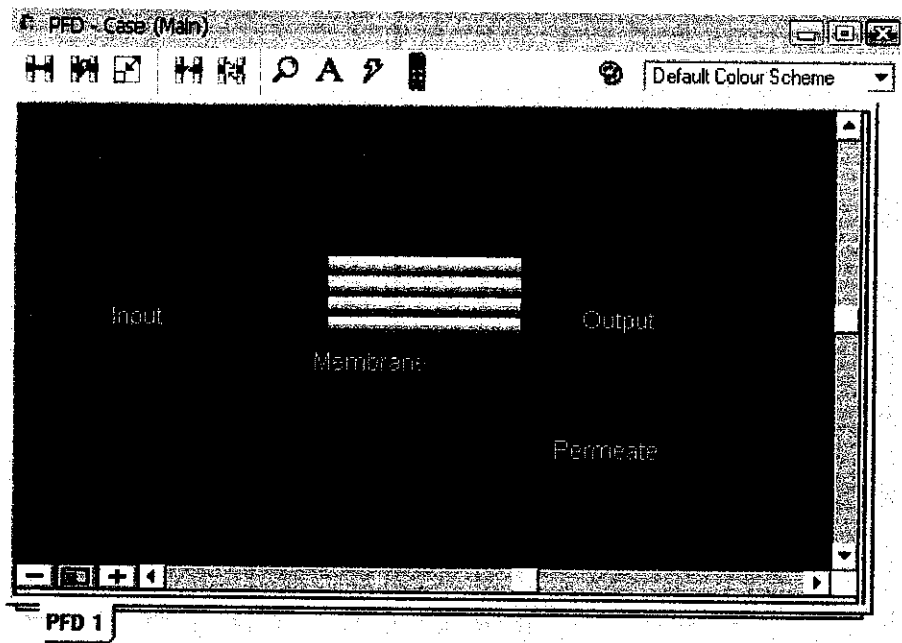 PFD - Case (Main)
A
Default Colour Scheme
Inout
Output
Membrane
Permeate
PFD 1